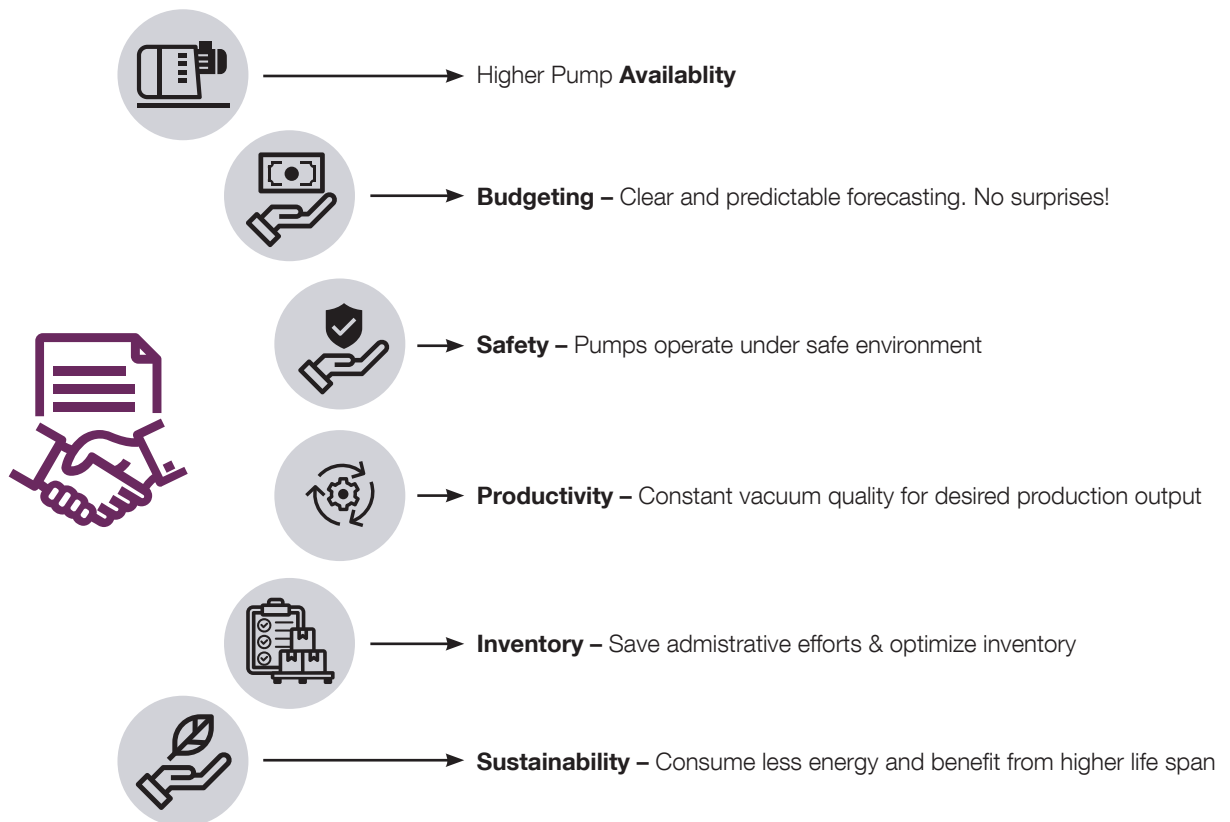 Higher Pump Availablity
Budgeting – Clear and predictable forecasting. No surprises!
Safety – Pumps operate under safe environment
Productivity – Constant vacuum quality for desired production output
Inventory – Save admistrative efforts & optimize inventory
Sustainability – Consume less energy and benefit from higher life span